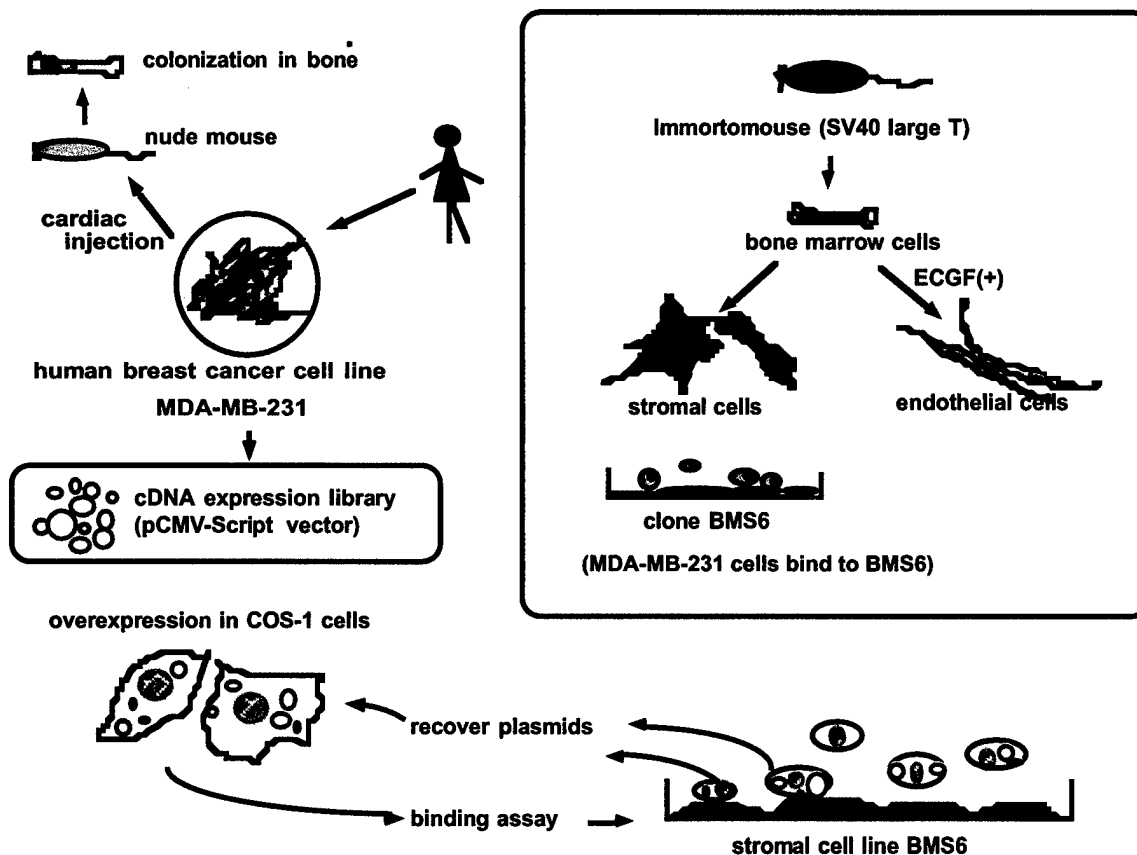 colonization in bone
nude mouse
cardiac
injection
human breast cancer cell line
MDA-MB-231
cDNA expression library
(pCMV-Script vector)
overexpression in COS-1 cells
recover plasmids
binding assay
stromal cell line BMS6
Immortomouse (SV40 large T)
bone marrow cells
ECGF(+)
stromal cells
endothelial cells
clone BMS6
(MDA-MB-231 cells bind to BMS6)